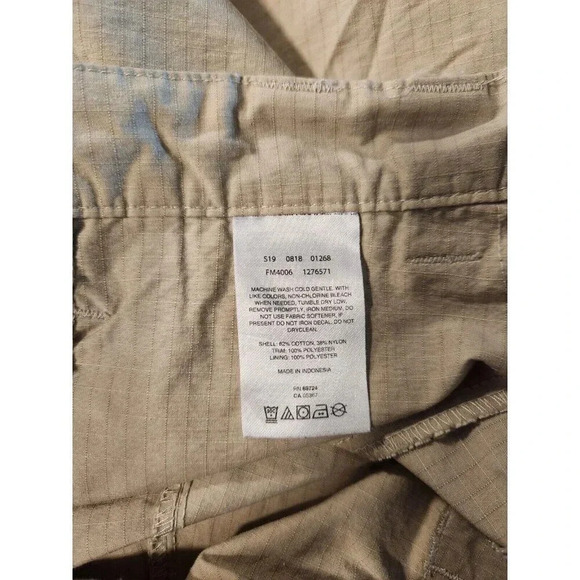 S19 0818 01268
FM4006 1276571
MACHINE WASH COLD GENTLE, WITH
LIKE COLORS, NON-CHLORINE BLEACH
WHEN NEEDED, TUMBLE DRY LOW,
REMOVE PROMPTLY, IRON MEDIUM. DO
NOT USE FABRIC SOFTENER, IF
PRESENT DO NOT IRON DECAL, DO NOT
DRYCLEAN.
SHELL: 62% COTTON, 38% NYLON
TRIM: 100% POLYESTER
LINING: 100% POLYESTER
MADE IN INDONESIA
RN 69724
CA 05367